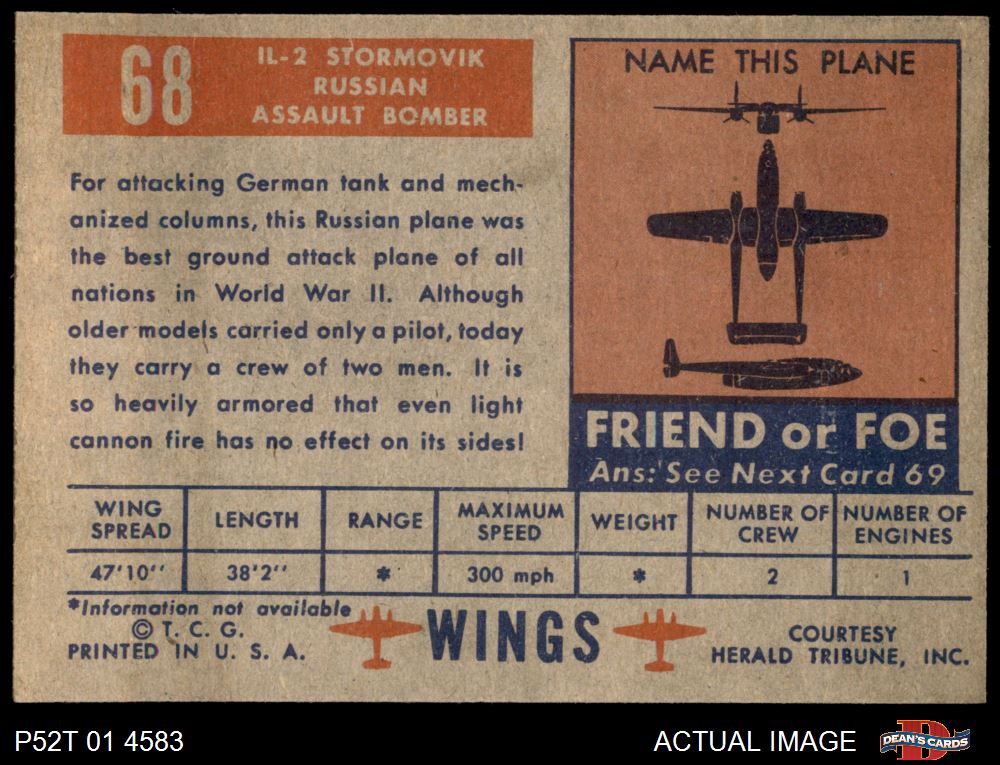 68
IL-2 STORMOVIK
RUSSIAN
ASSAULT BOMBER
For attacking German tank and mech-
anized columns, this Russian plane was
the best ground attack plane of all
nations in World War II. Although
older models carried only a pilot, today
they carry a crew of two men. It is
so heavily armored that even light
cannon fire has no effect on its sides!
NAME THIS PLANE
FRIEND or FOE
Ans: See Next Card 69
WING SPREAD LENGTH RANGE MAXIMUM SPEED WEIGHT NUMBER OF CREW NUMBER OF ENGINES
47'10'' 38'2'' * 300 mph * 2 1
*Information not available
© T. C. G.
PRINTED IN U. S. A.
WINGS
COURTESY
HERALD TRIBUNE, INC.
P52T 01 4583
ACTUAL IMAGE
DEAN'S CARDS